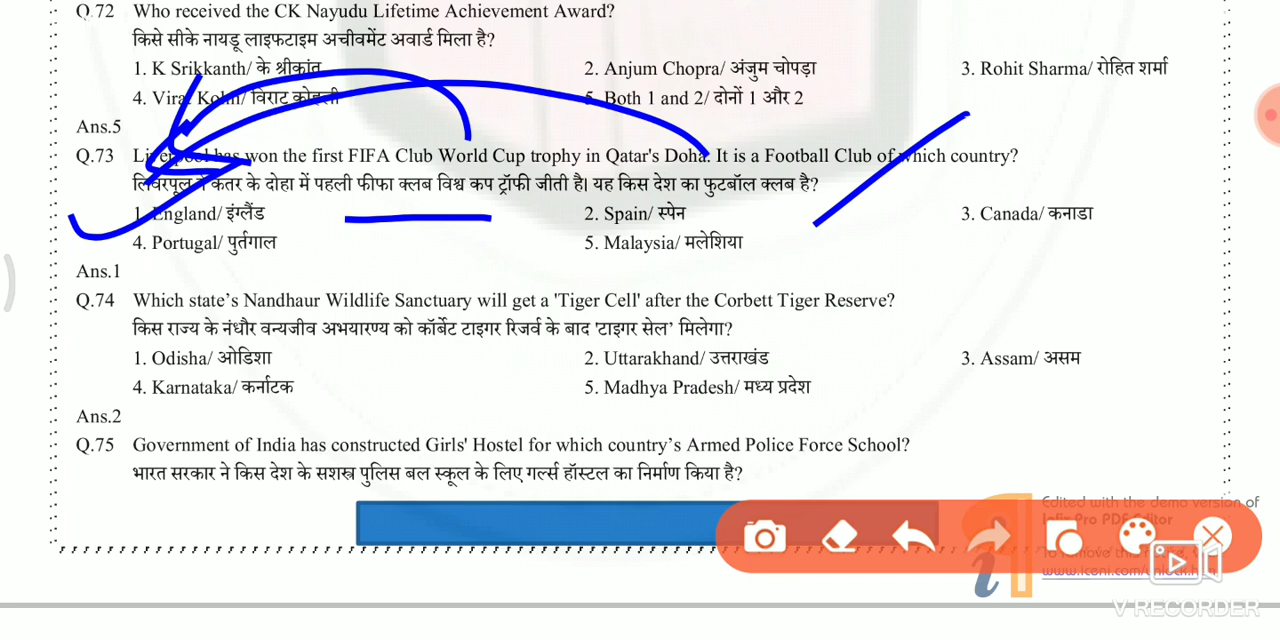 Q.72 Who received the CK Nayudu Lifetime Achievement Award?
किसे सीके नायडू लाइफटाइम अचीवमेंट अवार्ड मिला है?
1. K Srikkanth/ के श्रीकांत 2. Anjum Chopra/ अंजुम चोपड़ा 3. Rohit Sharma/ रोहित शर्मा
4. Virat Kohli/ विराट कोहली 5. Both 1 and 2/ दोनों 1 और 2
Ans.5
Q.73 Liverpool has won the first FIFA Club World Cup trophy in Qatar's Doha. It is a Football Club of which country?
लिवरपूल ने कतर के दोहा में पहली फीफा क्लब विश्व कप ट्रॉफी जीती है। यह किस देश का फुटबॉल क्लब है?
1. England/ इंग्लैंड 2. Spain/ स्पेन 3. Canada/ कनाडा
4. Portugal/ पुर्तगाल 5. Malaysia/ मलेशिया
Ans.1
Q.74 Which state’s Nandhaur Wildlife Sanctuary will get a 'Tiger Cell' after the Corbett Tiger Reserve?
किस राज्य के नंधौर वन्यजीव अभयारण्य को कॉर्बेट टाइगर रिजर्व के बाद 'टाइगर सेल’ मिलेगा?
1. Odisha/ ओडिशा 2. Uttarakhand/ उत्तराखंड 3. Assam/ असम
4. Karnataka/ कर्नाटक 5. Madhya Pradesh/ मध्य प्रदेश
Ans.2
Q.75 Government of India has constructed Girls' Hostel for which country’s Armed Police Force School?
भारत सरकार ने किस देश के सशस्त्र पुलिस बल स्कूल के लिए गर्ल्स हॉस्टल का निर्माण किया है?
Edited with the demo version of
Pro PDF Editor
www.iceni.com/unlock.htm
V RECORDER